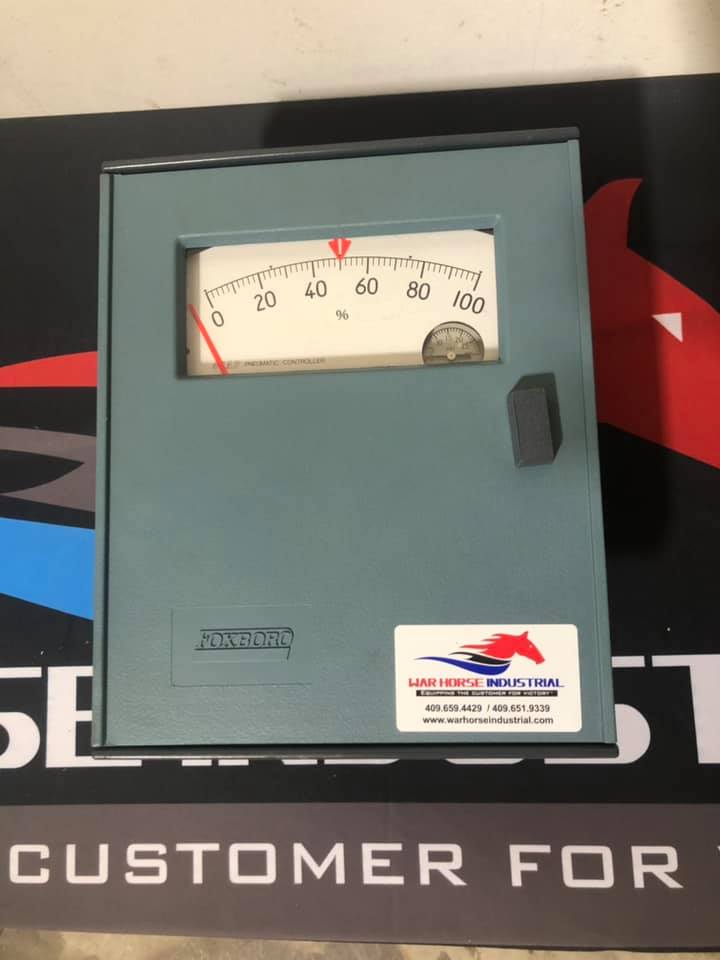 0 20 40 60 80 100
%
PNEUMATIC CONTROLLER
FOXBORO
WAR HORSE INDUSTRIAL
EQUIPPING THE CUSTOMER FOR VICTORY
409.659.4429 / 409.651.9339
www.warhorseindustrial.com
CUSTOMER FOR